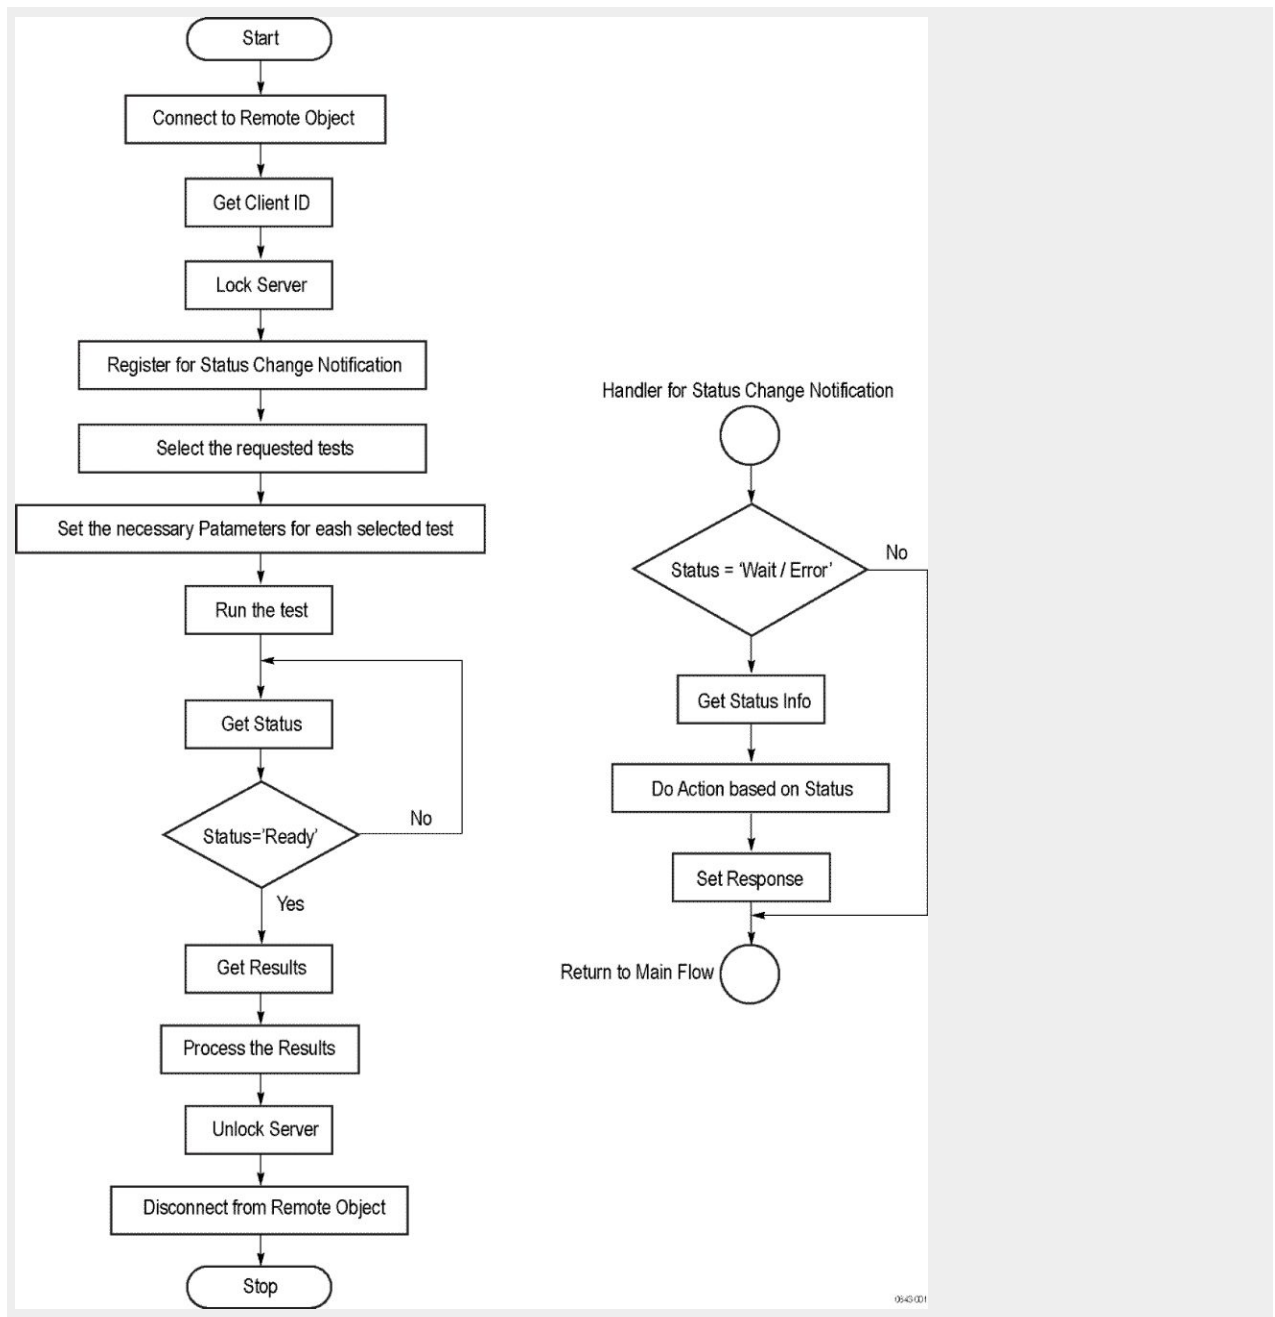 Start
Connect to Remote Object
Get Client ID
Lock Server
Register for Status Change Notification
Select the requested tests
Set the necessary Patameters for eash selected test
Run the test
Get Status
Status='Ready'
No
Yes
Get Results
Process the Results
Unlock Server
Disconnect from Remote Object
Stop
Handler for Status Change Notification
Status = 'Wait / Error'
No
Get Status Info
Do Action based on Status
Set Response
Return to Main Flow
0643-001